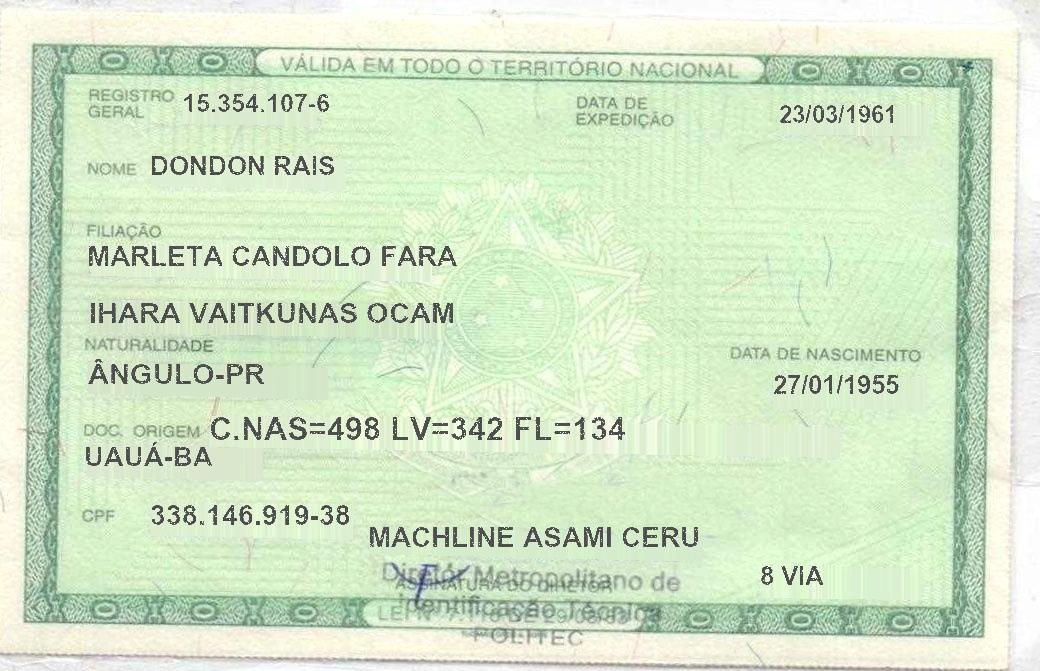 VÁLIDA EM TODO O TERRITÓRIO NACIONAL
REGISTRO GERAL 15.354.107-6 DATA DE EXPEDIÇÃO 23/03/1961
NOME DONDON RAIS
FILIAÇÃO
MARLETA CANDOLO FARA
IHARA VAITKUNAS OCAM
NATURALIDADE DATA DE NASCIMENTO
ÂNGULO-PR 27/01/1955
DOC. ORIGEM C.NAS=498 LV=342 FL=134
UAUÁ-BA
CPF 338.146.919-38
MACHLINE ASAMI CERU
8 VIA
Diretor Metropolitano de
ASSINATURA DO DIRETOR
Identificação Técnica
LEI Nº 7.116 DE 29/08/83
POLITEC